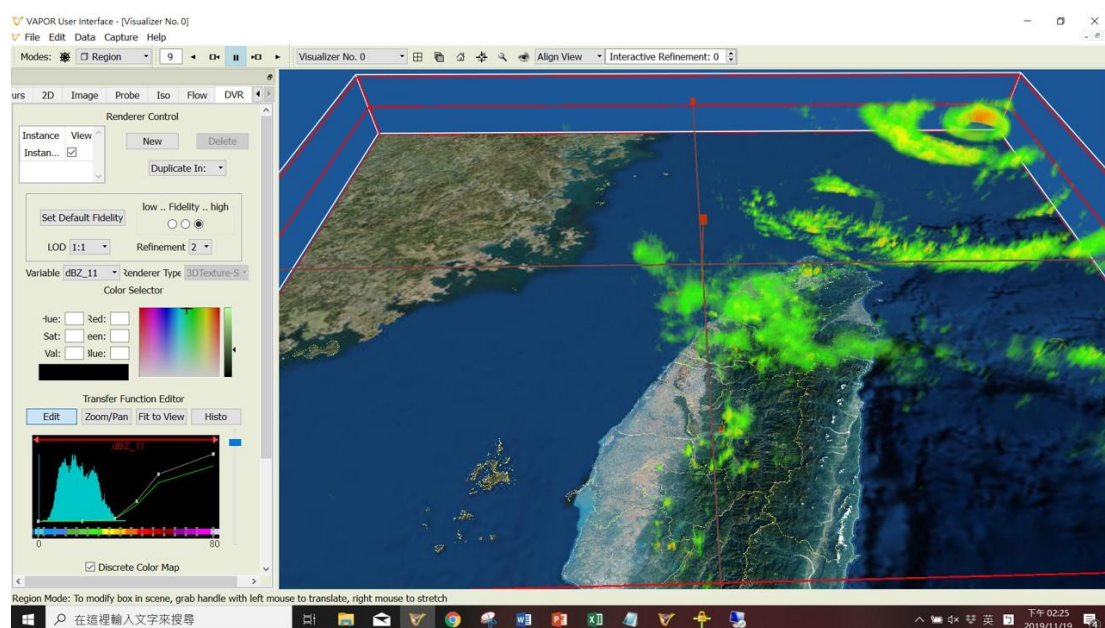 VAPOR User Interface - [Visualizer No. 0]
File Edit Data Capture Help
Modes: Region 9 Visualizer No. 0 Align View Interactive Refinement: 0
urs 2D Image Probe Iso Flow DVR
Renderer Control
Instance View
Instan...
New Delete
Duplicate In:
low .. Fidelity .. high
Set Default Fidelity
LOD 1:1 Refinement 2
Variable dBZ_11 Renderer Type 3DTexture-S
Color Selector
Hue: Red:
Sat: een:
Val: Blue:
Transfer Function Editor
Edit Zoom/Pan Fit to View Histo
dBZ_11
0 80
Discrete Color Map
Region Mode: To modify box in scene, grab handle with left mouse to translate, right mouse to stretch
在這裡輸入文字來搜尋
英
下午 02:25
2019/11/19
4